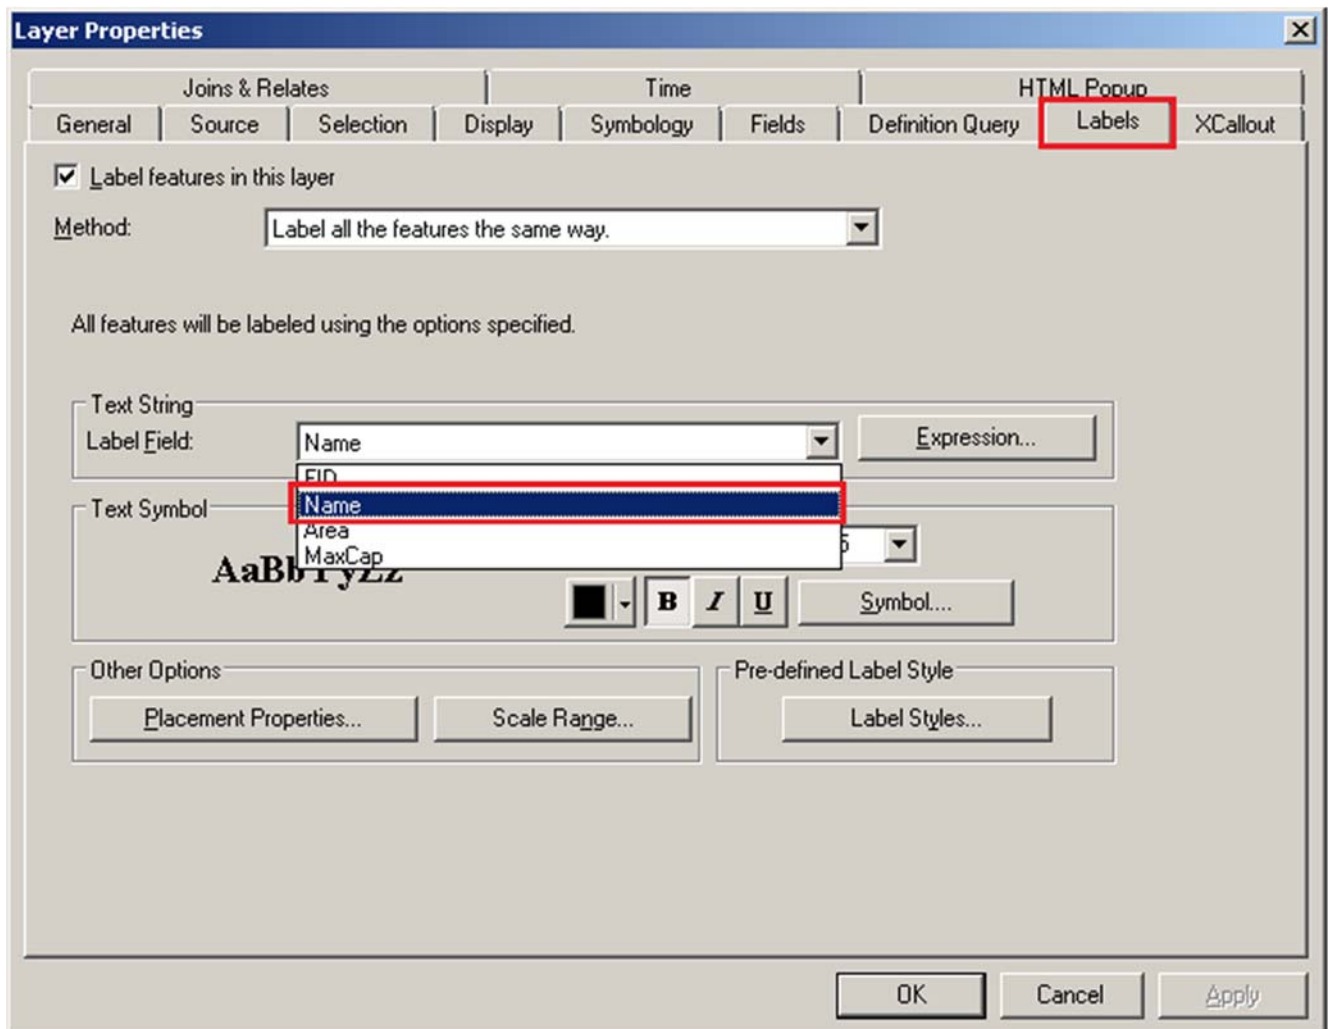 Layer Properties
Joins & Relates Time HTML Popup
General Source Selection Display Symbology Fields Definition Query Labels XCallout
Label features in this layer
Method: Label all the features the same way.
All features will be labeled using the options specified.
Text String
Label Field: Name Expression...
FID
Name
Text Symbol
Area
MaxCap
AaBbYyZz
B I U Symbol....
Other Options
Pre-defined Label Style
Placement Properties... Scale Range... Label Styles...
OK Cancel Apply